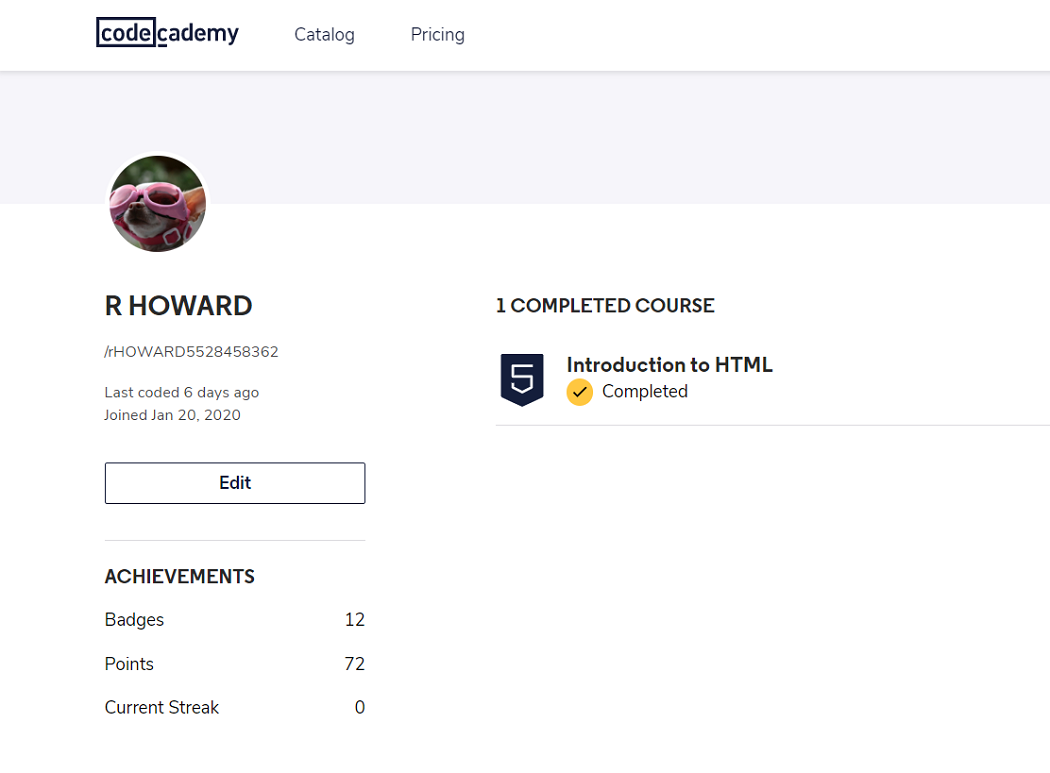 codecademy
Catalog
Pricing
R HOWARD
/rHOWARD5528458362
Last coded 6 days ago
Joined Jan 20, 2020
Edit
ACHIEVEMENTS
Badges 12
Points 72
Current Streak 0
1 COMPLETED COURSE
5
Introduction to HTML
Completed